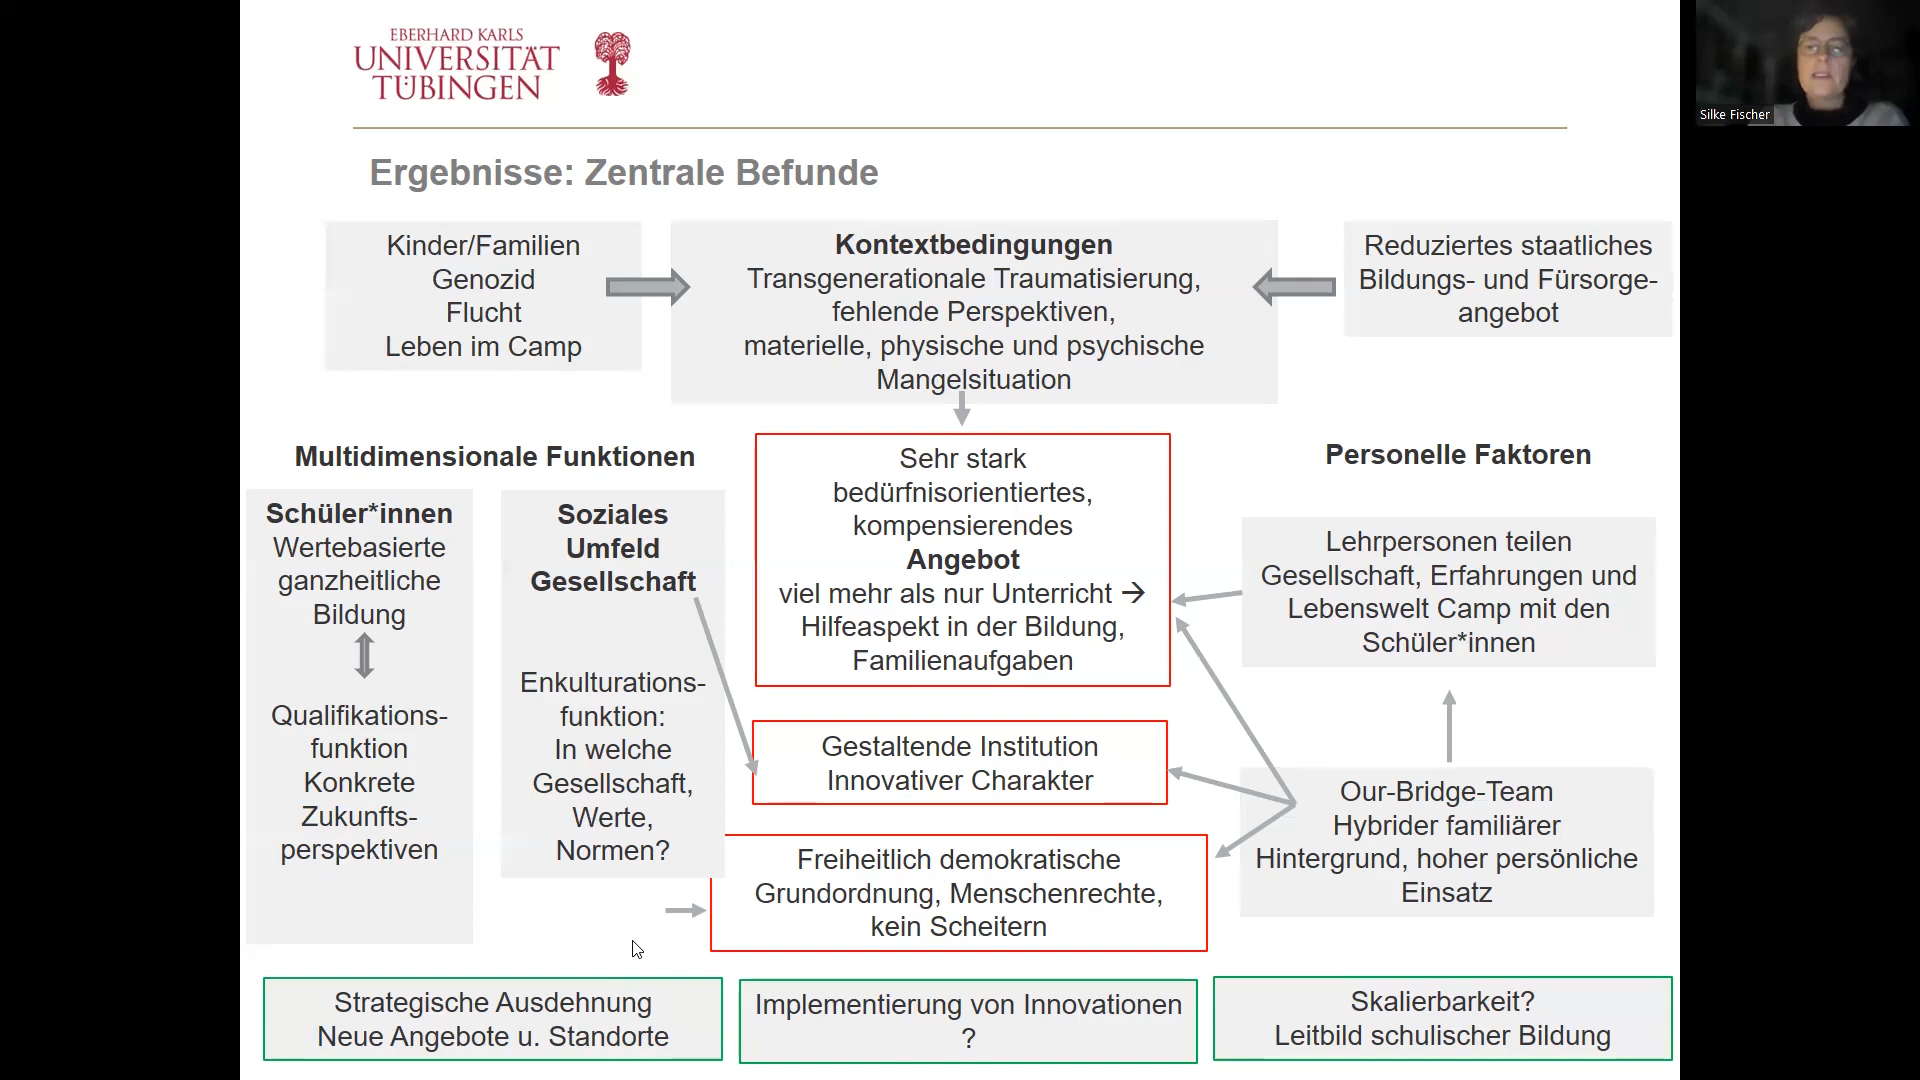 EBERHARD KARLS
UNIVERSITÄT
TÜBINGEN
Silke Fischer
Ergebnisse: Zentrale Befunde
Kinder/Familien
Genozid
Flucht
Leben im Camp
Kontextbedingungen
Transgenerationale Traumatisierung,
fehlende Perspektiven,
materielle, physische und psychische
Mangelsituation
Reduziertes staatliches
Bildungs- und Fürsorge-
angebot
Multidimensionale Funktionen
Schüler*innen
Wertebasierte
ganzheitliche
Bildung
Qualifikations-
funktion
Konkrete
Zukunfts-
perspektiven
Soziales
Umfeld
Gesellschaft
Enkulturations-
funktion:
In welche
Gesellschaft,
Werte,
Normen?
Sehr stark
bedürfnisorientiertes,
kompensierendes
Angebot
viel mehr als nur Unterricht →
Hilfeaspekt in der Bildung,
Familienaufgaben
Gestaltende Institution
Innovativer Charakter
Freiheitlich demokratische
Grundordnung, Menschenrechte,
kein Scheitern
Personelle Faktoren
Lehrpersonen teilen
Gesellschaft, Erfahrungen und
Lebenswelt Camp mit den
Schüler*innen
Our-Bridge-Team
Hybrider familiärer
Hintergrund, hoher persönliche
Einsatz
Strategische Ausdehnung
Neue Angebote u. Standorte
Implementierung von Innovationen
?
Skalierbarkeit?
Leitbild schulischer Bildung